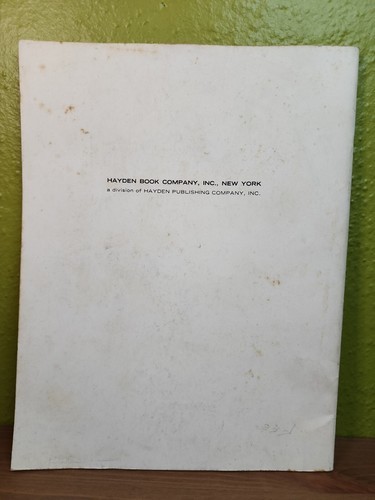 HAYDEN BOOK COMPANY, INC., NEW YORK
a division of HAYDEN PUBLISHING COMPANY, INC.